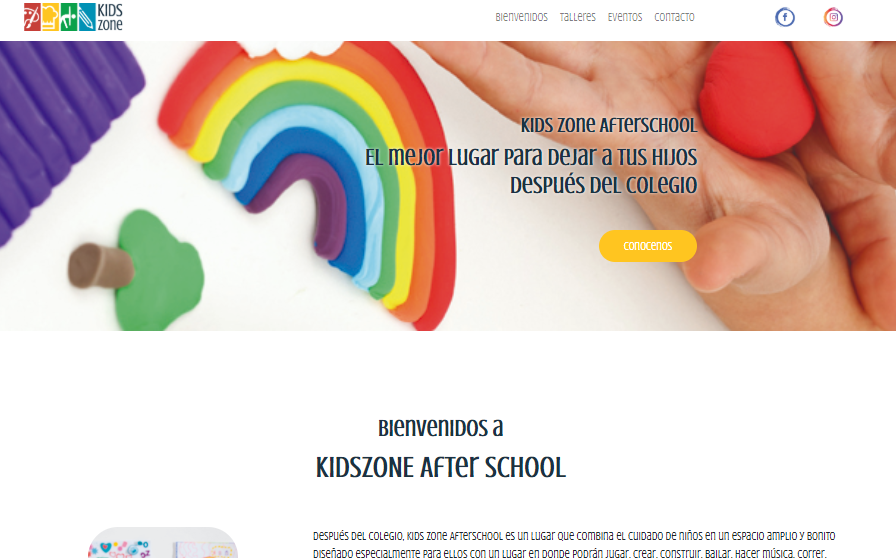 KIDS
zone
Bienvenidos Talleres Eventos Contacto
Kids Zone Afterschool
El mejor lugar para dejar a tus hijos
después del colegio
Conocenos
Bienvenidos a
KIDSZONE AFTER SCHOOL
Después del colegio, Kids Zone Afterschool es un lugar que combina el cuidado de niños en un espacio amplio y bonito
diseñado especialmente para ellos con un lugar en donde podrán jugar, crear, construir, bailar, hacer música, correr,